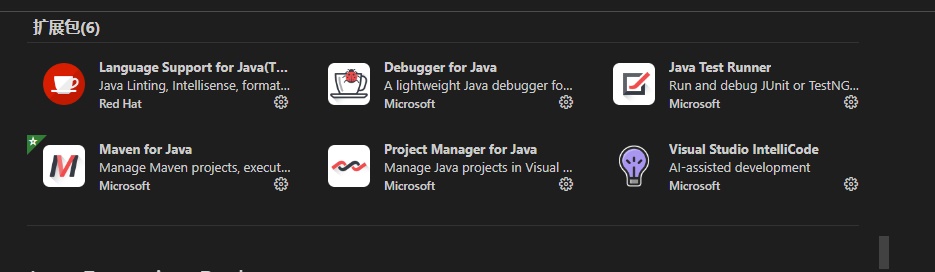 扩展包(6)
Language Support for Java(T...
Java Linting, Intellisense, format...
Red Hat
Debugger for Java
A lightweight Java debugger fo...
Microsoft
Java Test Runner
Run and debug JUnit or TestNG...
Microsoft
Maven for Java
Manage Maven projects, execut...
Microsoft
Project Manager for Java
Manage Java projects in Visual ...
Microsoft
Visual Studio IntelliCode
AI-assisted development
Microsoft